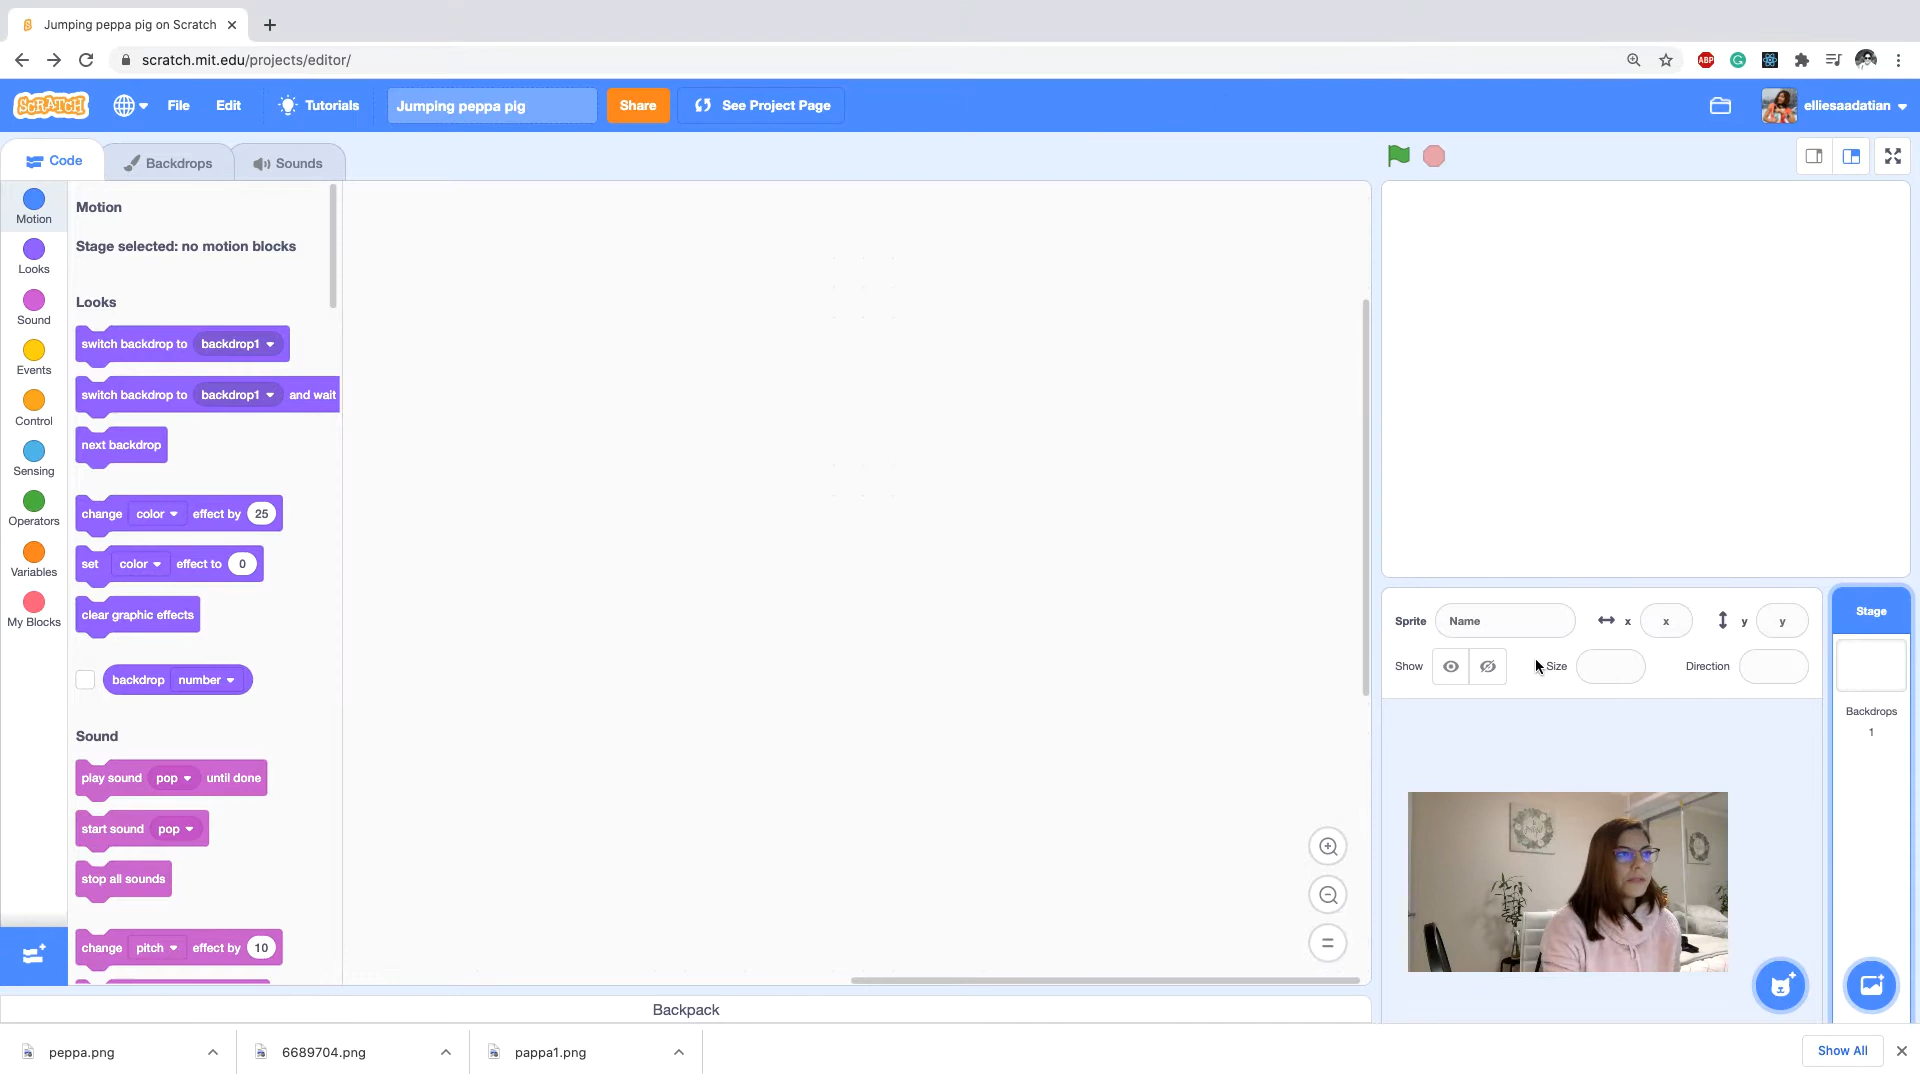 Jumping peppa pig on Scratch
scratch.mit.edu/projects/editor/
ABP
SCRATCH
File
Edit
Tutorials
Jumping peppa pig
Share
See Project Page
elliesaadatian
Code
Backdrops
Sounds
Motion
Looks
Sound
Events
Control
Sensing
Operators
Variables
My Blocks
Motion
Stage selected: no motion blocks
Looks
switch backdrop to backdrop1
switch backdrop to backdrop1 and wait
next backdrop
change color effect by 25
set color effect to 0
clear graphic effects
backdrop number
Sound
play sound pop until done
start sound pop
stop all sounds
change pitch effect by 10
Sprite Name x x y y
Show Size Direction
Stage
Backdrops
1
Backpack
peppa.png
6689704.png
pappa1.png
Show All